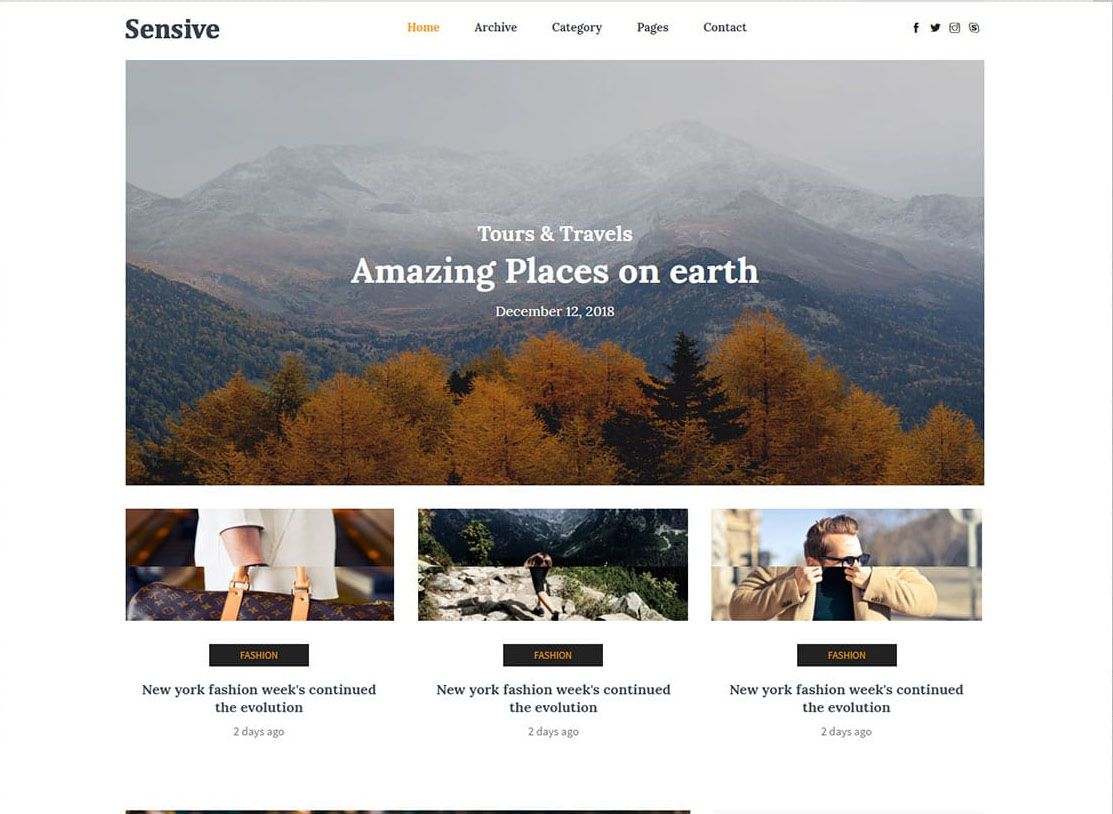 Sensive
Home Archive Category Pages Contact
Tours & Travels
Amazing Places on earth
December 12, 2018
FASHION
New york fashion week's continued
the evolution
2 days ago
FASHION
New york fashion week's continued
the evolution
2 days ago
FASHION
New york fashion week's continued
the evolution
2 days ago